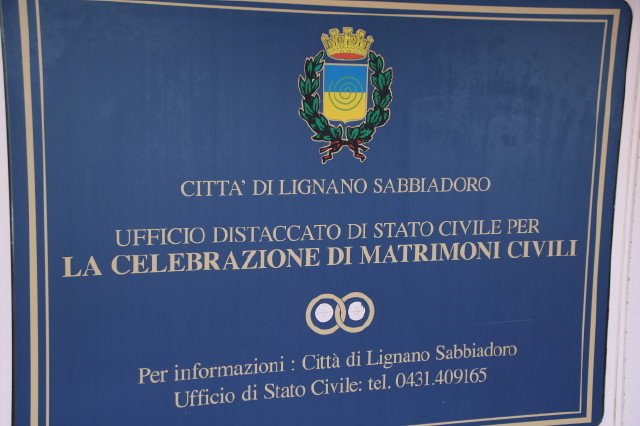 CITTA' DI LIGNANO SABBIADORO
UFFICIO DISTACCATO DI STATO CIVILE PER
LA CELEBRAZIONE DI MATRIMONI CIVILI
Per informazioni : Città di Lignano Sabbiadoro
Ufficio di Stato Civile: tel. 0431.409165